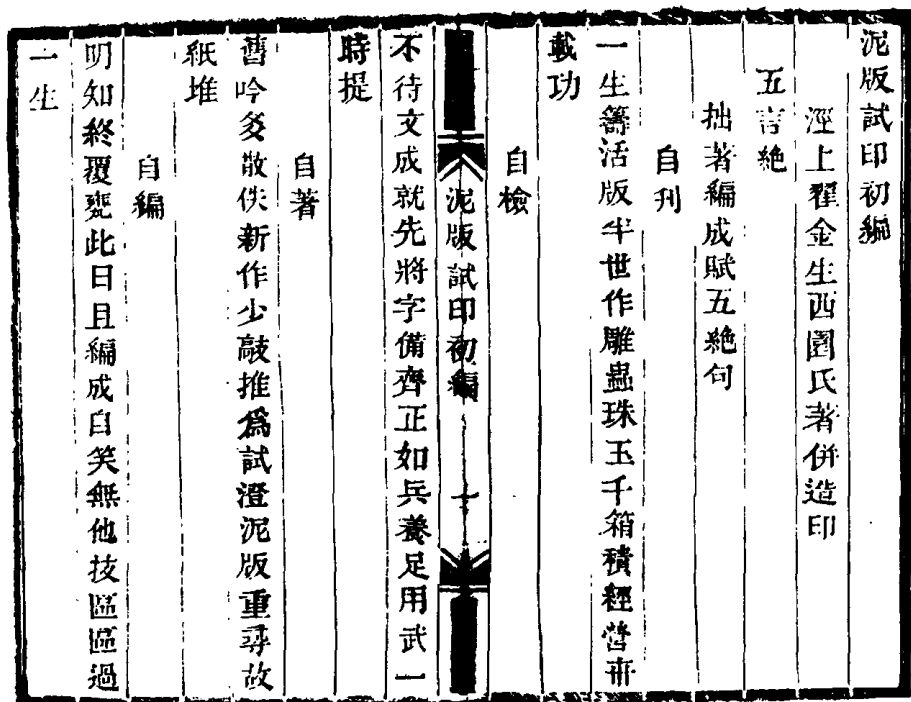 泥版試印初編
涇上翟金生西園氏著併造印
五言絶
拙著編成賦五絶句
自刊
一生籌活版半世作雕蟲珠玉千箱積經營卅
載功
自檢
泥版試印初編
不待文成就先將字備齊正如兵養足用武一
時提
自著
舊吟多散佚新作少敲推爲試澄泥版重尋故
紙堆
自編
明知終覆甕此日且編成自笑無他技區區過
一生